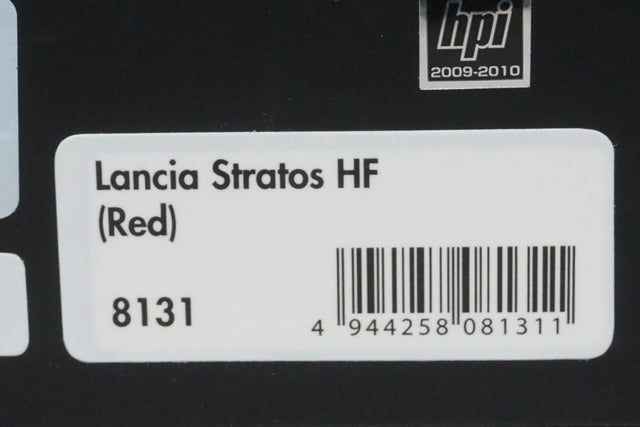 hpi
2009-2010
Lancia Stratos HF
(Red)
8131
4 944258 081311